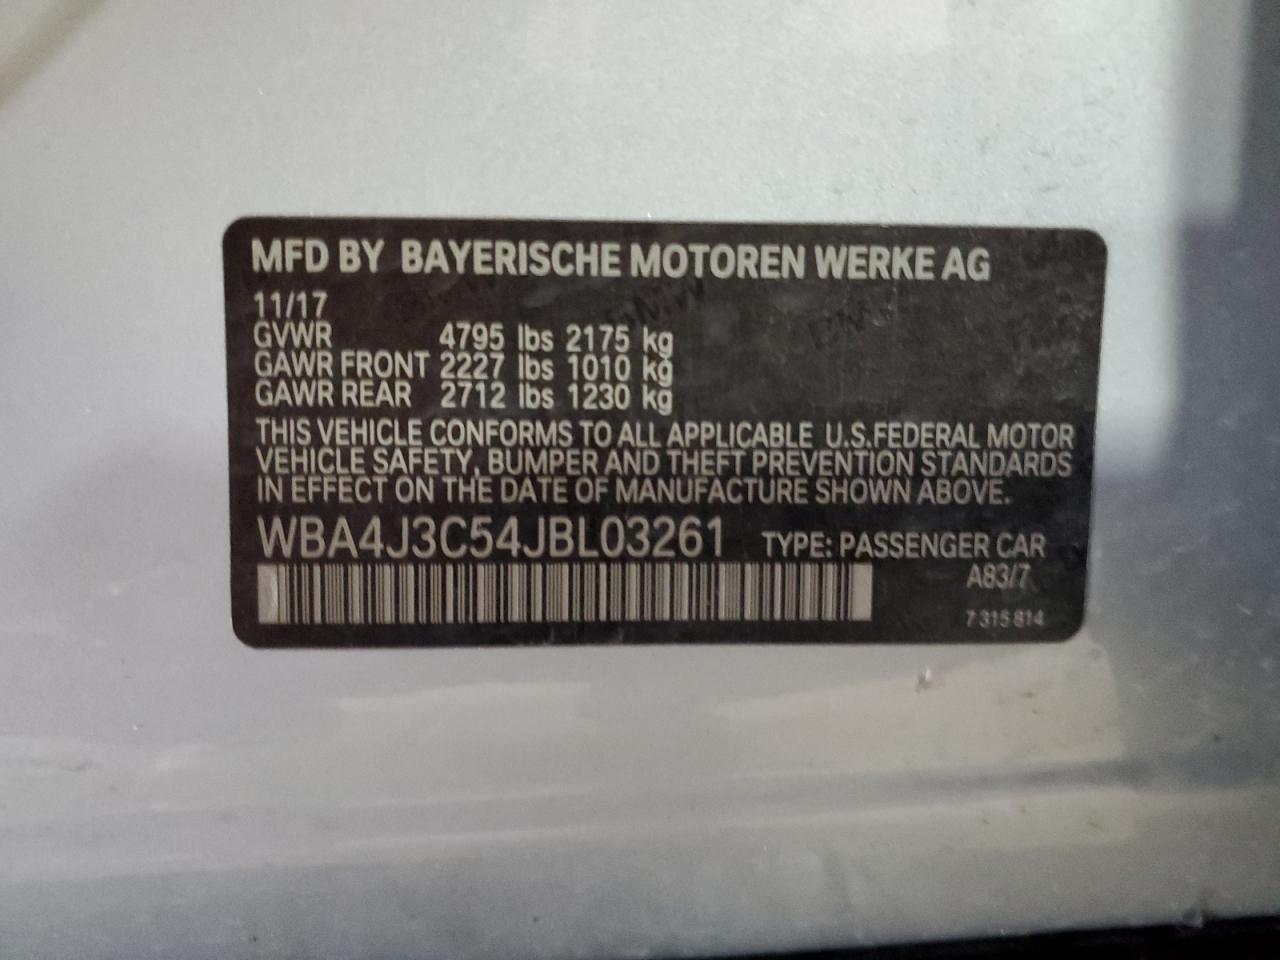 MFD BY BAYERISCHE MOTOREN WERKE AG
11/17
GVWR 4795 lbs 2175 kg
GAWR FRONT 2227 lbs 1010 kg
GAWR REAR 2712 lbs 1230 kg
THIS VEHICLE CONFORMS TO ALL APPLICABLE U.S.FEDERAL MOTOR
VEHICLE SAFETY, BUMPER AND THEFT PREVENTION STANDARDS
IN EFFECT ON THE DATE OF MANUFACTURE SHOWN ABOVE.
WBA4J3C54JBL03261 TYPE: PASSENGER CAR
A83/7
7 315 814